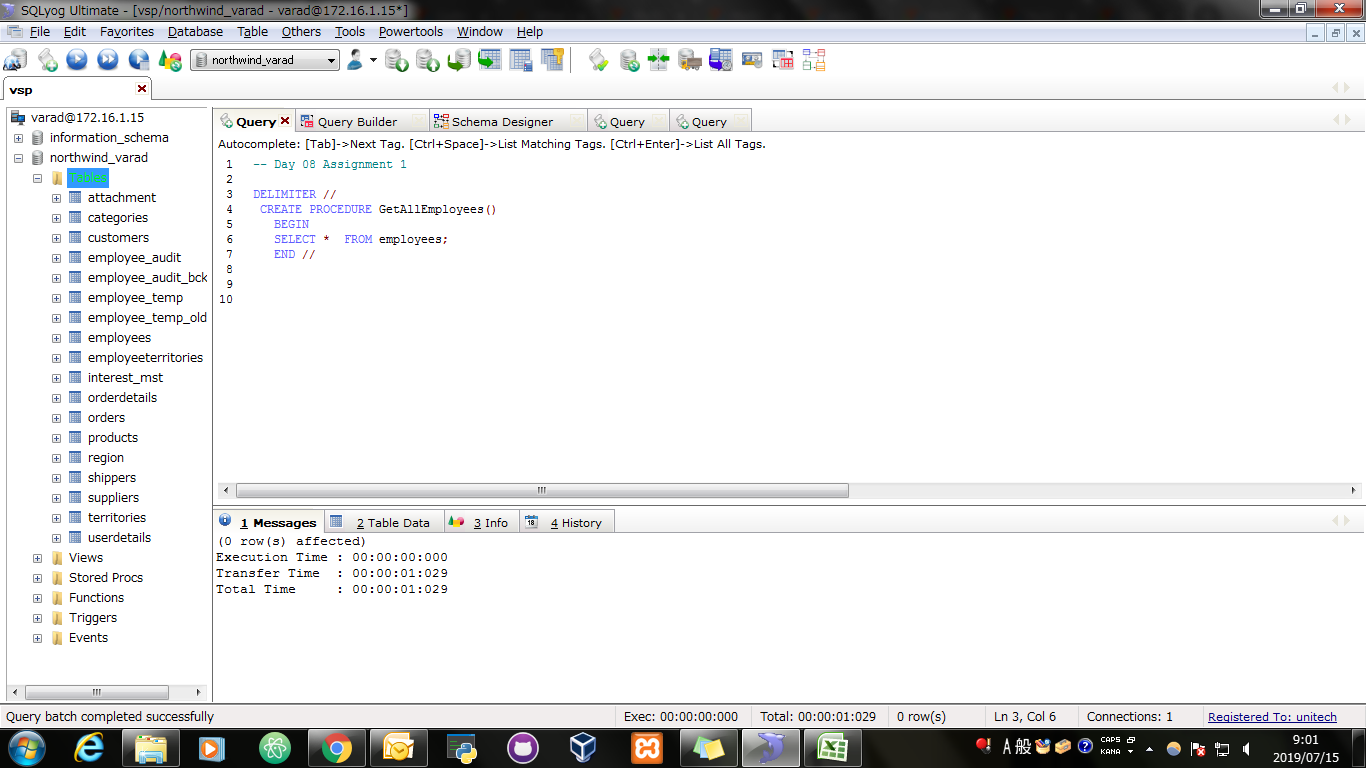 SQLyog Ultimate - [vsp/northwind_varad - varad@172.16.1.15*]
File Edit Favorites Database Table Others Tools Powertools Window Help
northwind_varad
vsp
varad@172.16.1.15
information_schema
northwind_varad
Tables
attachment
categories
customers
employee_audit
employee_audit_bck
employee_temp
employee_temp_old
employees
employeeterritories
interest_mst
orderdetails
orders
products
region
shippers
suppliers
territories
userdetails
Views
Stored Procs
Functions
Triggers
Events
Query Query Builder Schema Designer Query Query
Autocomplete: [Tab]->Next Tag. [Ctrl+Space]->List Matching Tags. [Ctrl+Enter]->List All Tags.
1 -- Day 08 Assignment 1
2
3 DELIMITER //
4 CREATE PROCEDURE GetAllEmployees()
5 BEGIN
6 SELECT * FROM employees;
7 END //
8
9
10
1 Messages 2 Table Data 3 Info 4 History
(0 row(s) affected)
Execution Time : 00:00:00:000
Transfer Time : 00:00:01:029
Total Time : 00:00:01:029
Query batch completed successfully Exec: 00:00:00:000 Total: 00:00:01:029 0 row(s) Ln 3, Col 6 Connections: 1 Registered To: unitech
A 般 CAPS KANA 9:01
2019/07/15